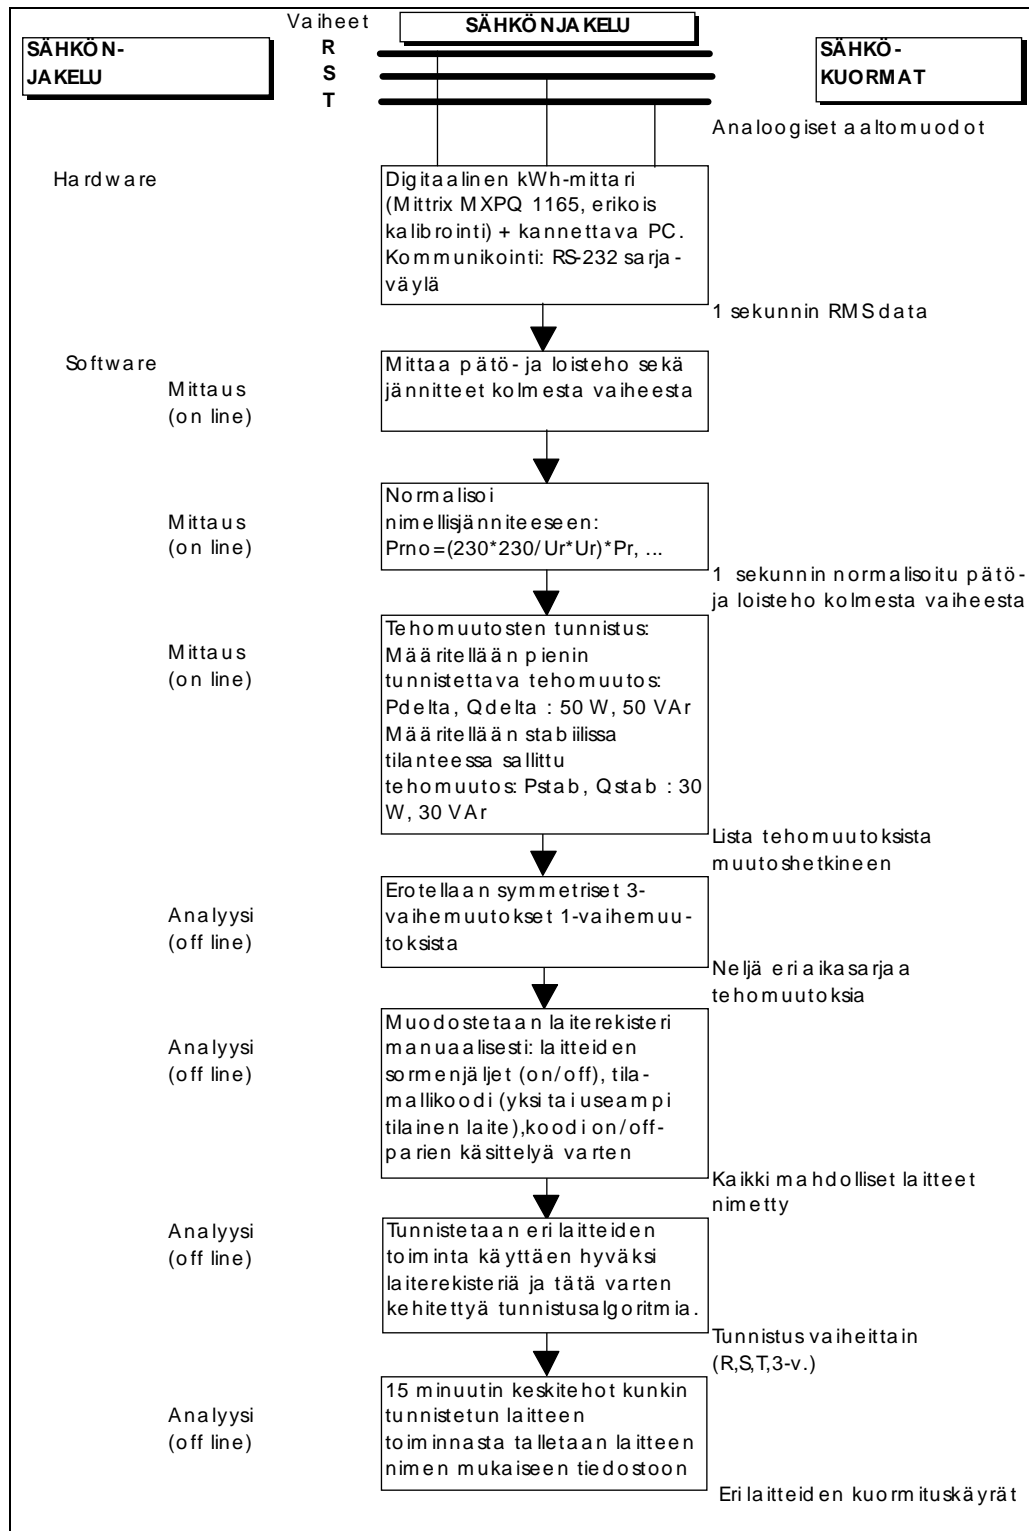 Vaiheet
SÄHKÖNJAKELU
SÄHKÖN-
JAKELU
R
S
T
SÄHKÖ-
KUORMAT
Analoogiset aaltomuodot
Hardware
Digitaalinen kWh-mittari
(Mittrix MXPQ 1165, erikois
kalibrointi) + kannettava PC.
Kommunikointi: RS-232 sarja-
väylä
1 sekunnin RMS data
Software
Mittaus
(on line)
Mittaa pätö- ja loisteho sekä
jännitteet kolmesta vaiheesta
Mittaus
(on line)
Normalisoi
nimellisjänniteeseen:
Prno=(230*230/Ur*Ur)*Pr, ...
1 sekunnin normalisoitu pätö-
ja loisteho kolmesta vaiheesta
Mittaus
(on line)
Tehomuutosten tunnistus:
Määritellään pienin
tunnistettava tehomuutos:
Pdelta, Qdelta : 50 W, 50 VAr
Määritellään stabiilissa
tilanteessa sallittu
tehomuutos: Pstab, Qstab : 30
W, 30 VAr
Lista tehomuutoksista
muutoshetkineen
Analyysi
(off line)
Erotellaan symmetriset 3-
vaihemuutokset 1-vaihemuu-
toksista
Neljä eri aikasarjaa
tehomuutoksia
Analyysi
(off line)
Muodostetaan laiterekisteri
manuaalisesti: laitteiden
sormenjäljet (on/off), tila-
mallikoodi (yksi tai useampi
tilainen laite),koodi on/off-
parien käsittelyä varten
Kaikki mahdolliset laitteet
nimetty
Analyysi
(off line)
Tunnistetaan eri laitteiden
toiminta käyttäen hyväksi
laiterekisteriä ja tätä varten
kehitettyä tunnistusalgoritmia.
Tunnistus vaiheittain
(R,S,T,3-v.)
Analyysi
(off line)
15 minuutin keskitehot kunkin
tunnistetun laitteen
toiminnasta talletaan laitteen
nimen mukaiseen tiedostoon
Eri laitteiden kuormituskäyrät